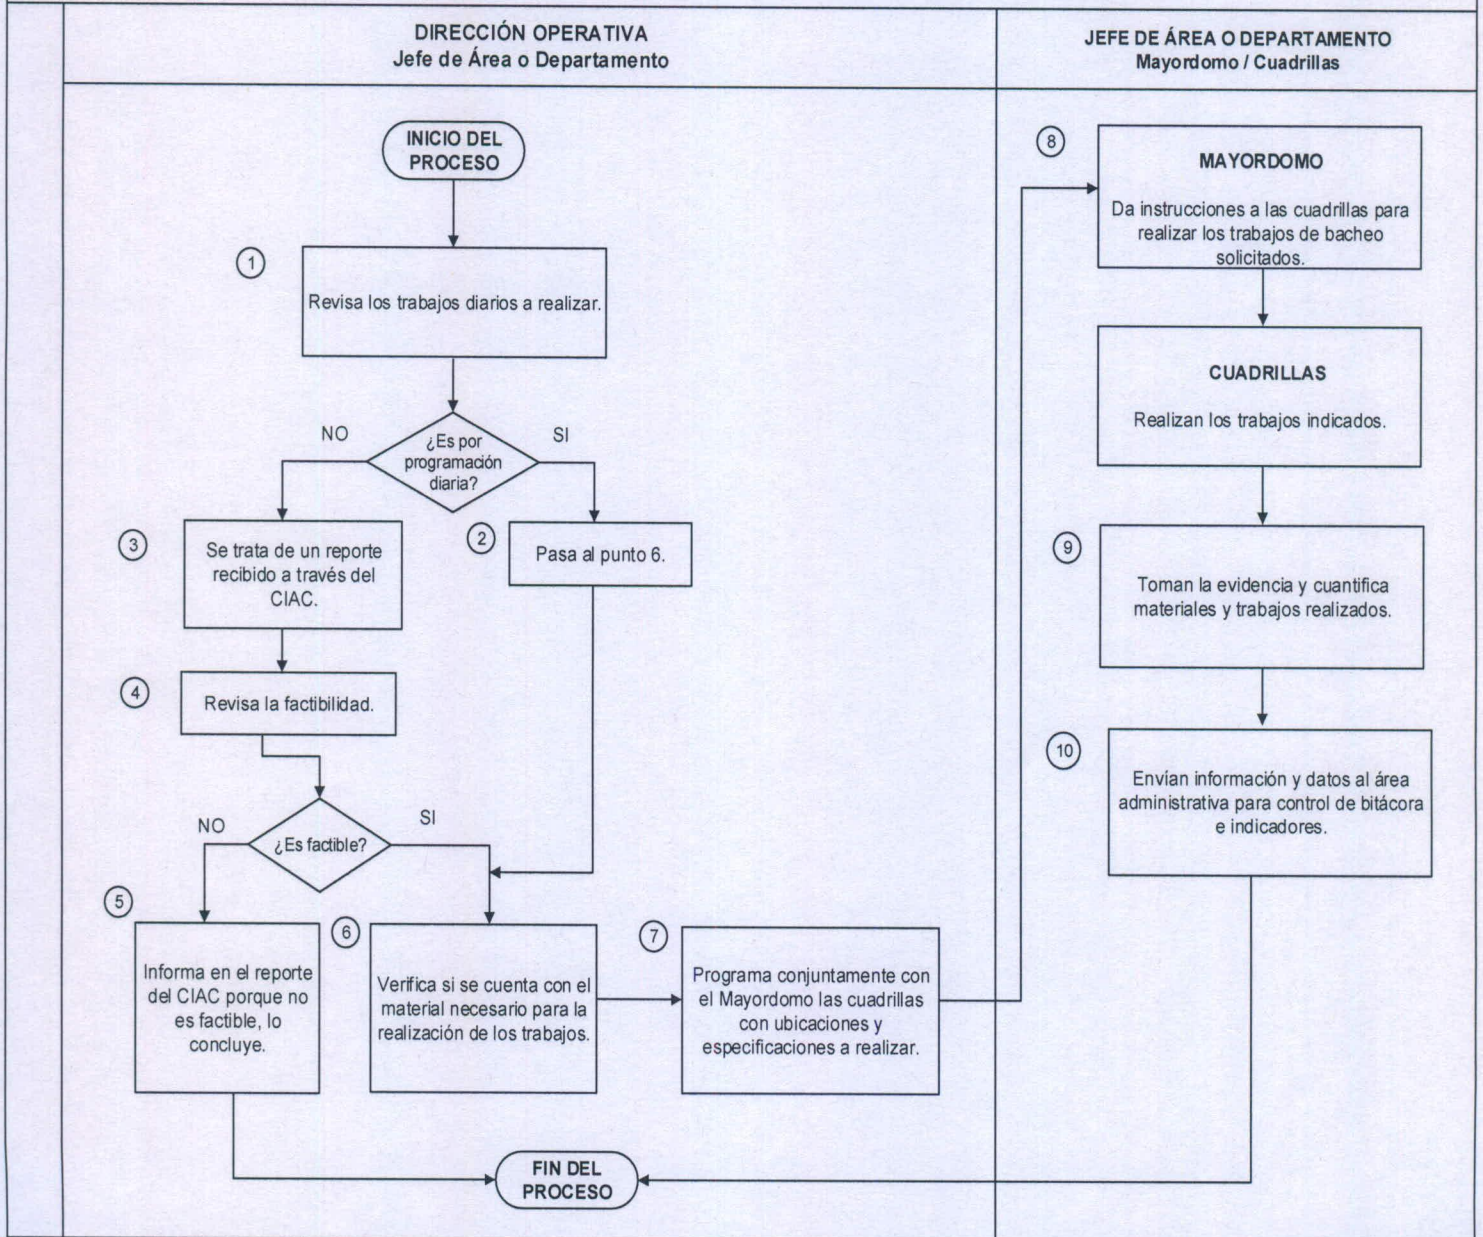 DIRECCIÓN OPERATIVA
Jefe de Área o Departamento
JEFE DE ÁREA O DEPARTAMENTO
Mayordomo / Cuadrillas
INICIO DEL
PROCESO
1
Revisa los trabajos diarios a realizar.
¿Es por
programación
diaria?
NO
SI
3
Se trata de un reporte
recibido a través del
CIAC.
2
Pasa al punto 6.
4
Revisa la factibilidad.
¿Es factible?
NO
SI
5
Informa en el reporte
del CIAC porque no
es factible, lo
concluye.
6
Verifica si se cuenta con el
material necesario para la
realización de los trabajos.
7
Programa conjuntamente con
el Mayordomo las cuadrillas
con ubicaciones y
especificaciones a realizar.
8
MAYORDOMO
Da instrucciones a las cuadrillas para
realizar los trabajos de bacheo
solicitados.
CUADRILLAS
Realizan los trabajos indicados.
9
Toman la evidencia y cuantifica
materiales y trabajos realizados.
10
Envían información y datos al área
administrativa para control de bitácora
e indicadores.
FIN DEL
PROCESO